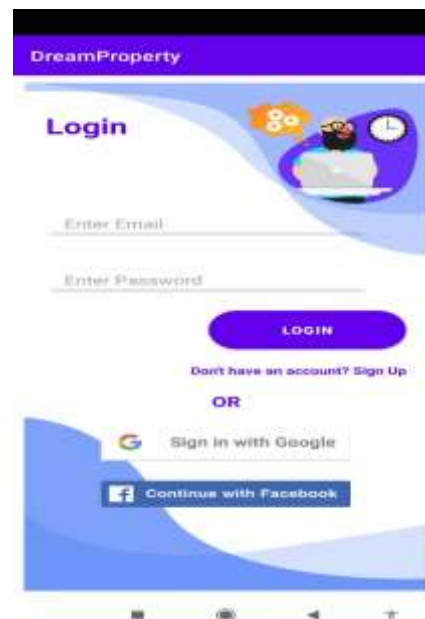 DreamProperty
Login
Enter Email
Enter Password
LOGIN
Don't have an account? Sign Up
OR
G Sign in with Google
f Continue with Facebook